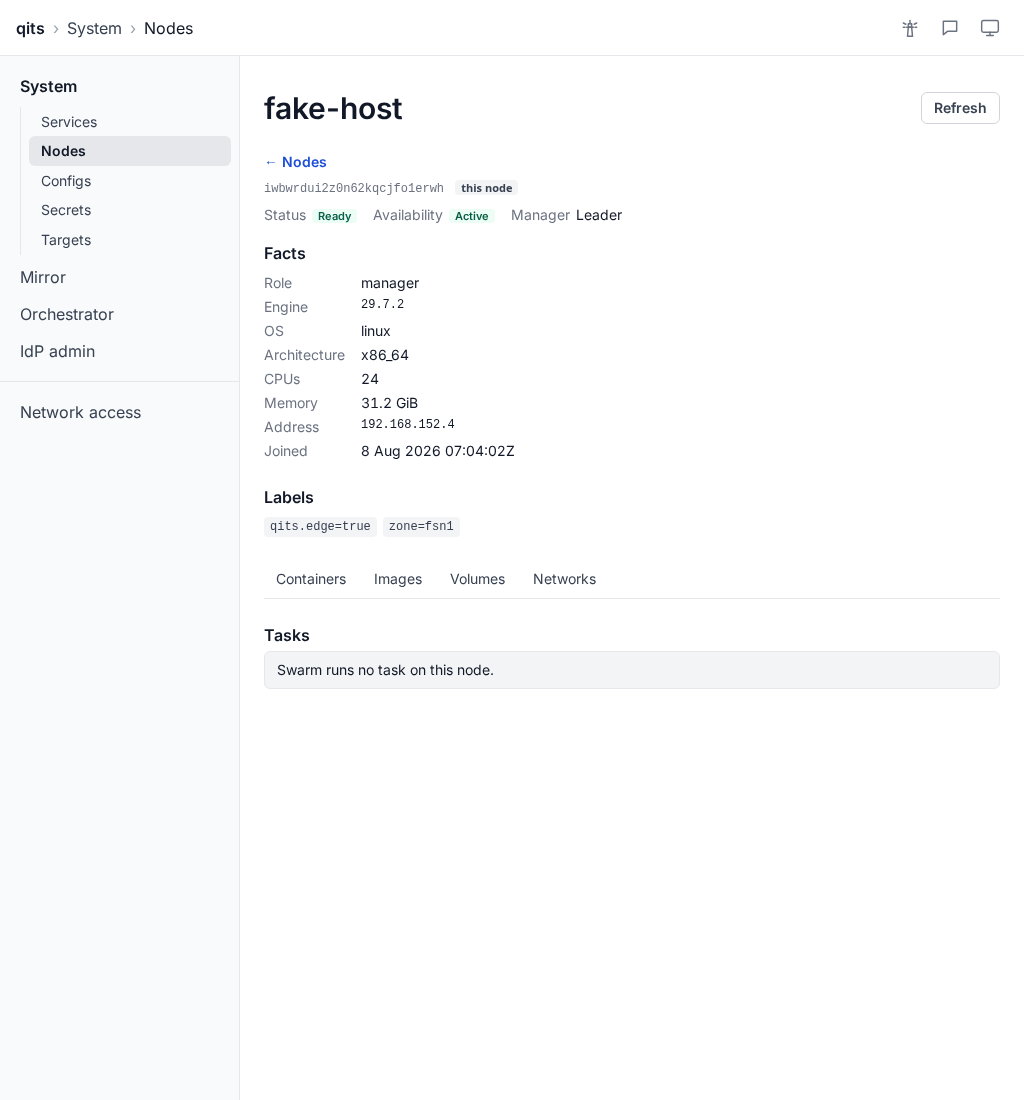 qits › System › Nodes
System
Services
Nodes
Configs
Secrets
Targets
Mirror
Orchestrator
IdP admin
Network access
fake-host
Refresh
← Nodes
iwbwrdui2z0n62kqcjfo1erwh this node
Status Ready Availability Active Manager Leader
Facts
Role manager
Engine 29.7.2
OS linux
Architecture x86_64
CPUs 24
Memory 31.2 GiB
Address 192.168.152.4
Joined 8 Aug 2026 07:04:02Z
Labels
qits.edge=true zone=fsn1
Containers Images Volumes Networks
Tasks
Swarm runs no task on this node.